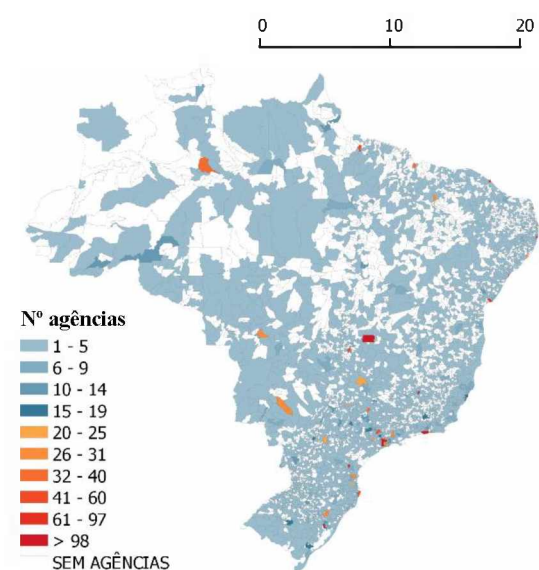 0 10 20
Nº agências
1 - 5
6 - 9
10 - 14
15 - 19
20 - 25
26 - 31
32 - 40
41 - 60
61 - 97
> 98
SEM AGÊNCIAS